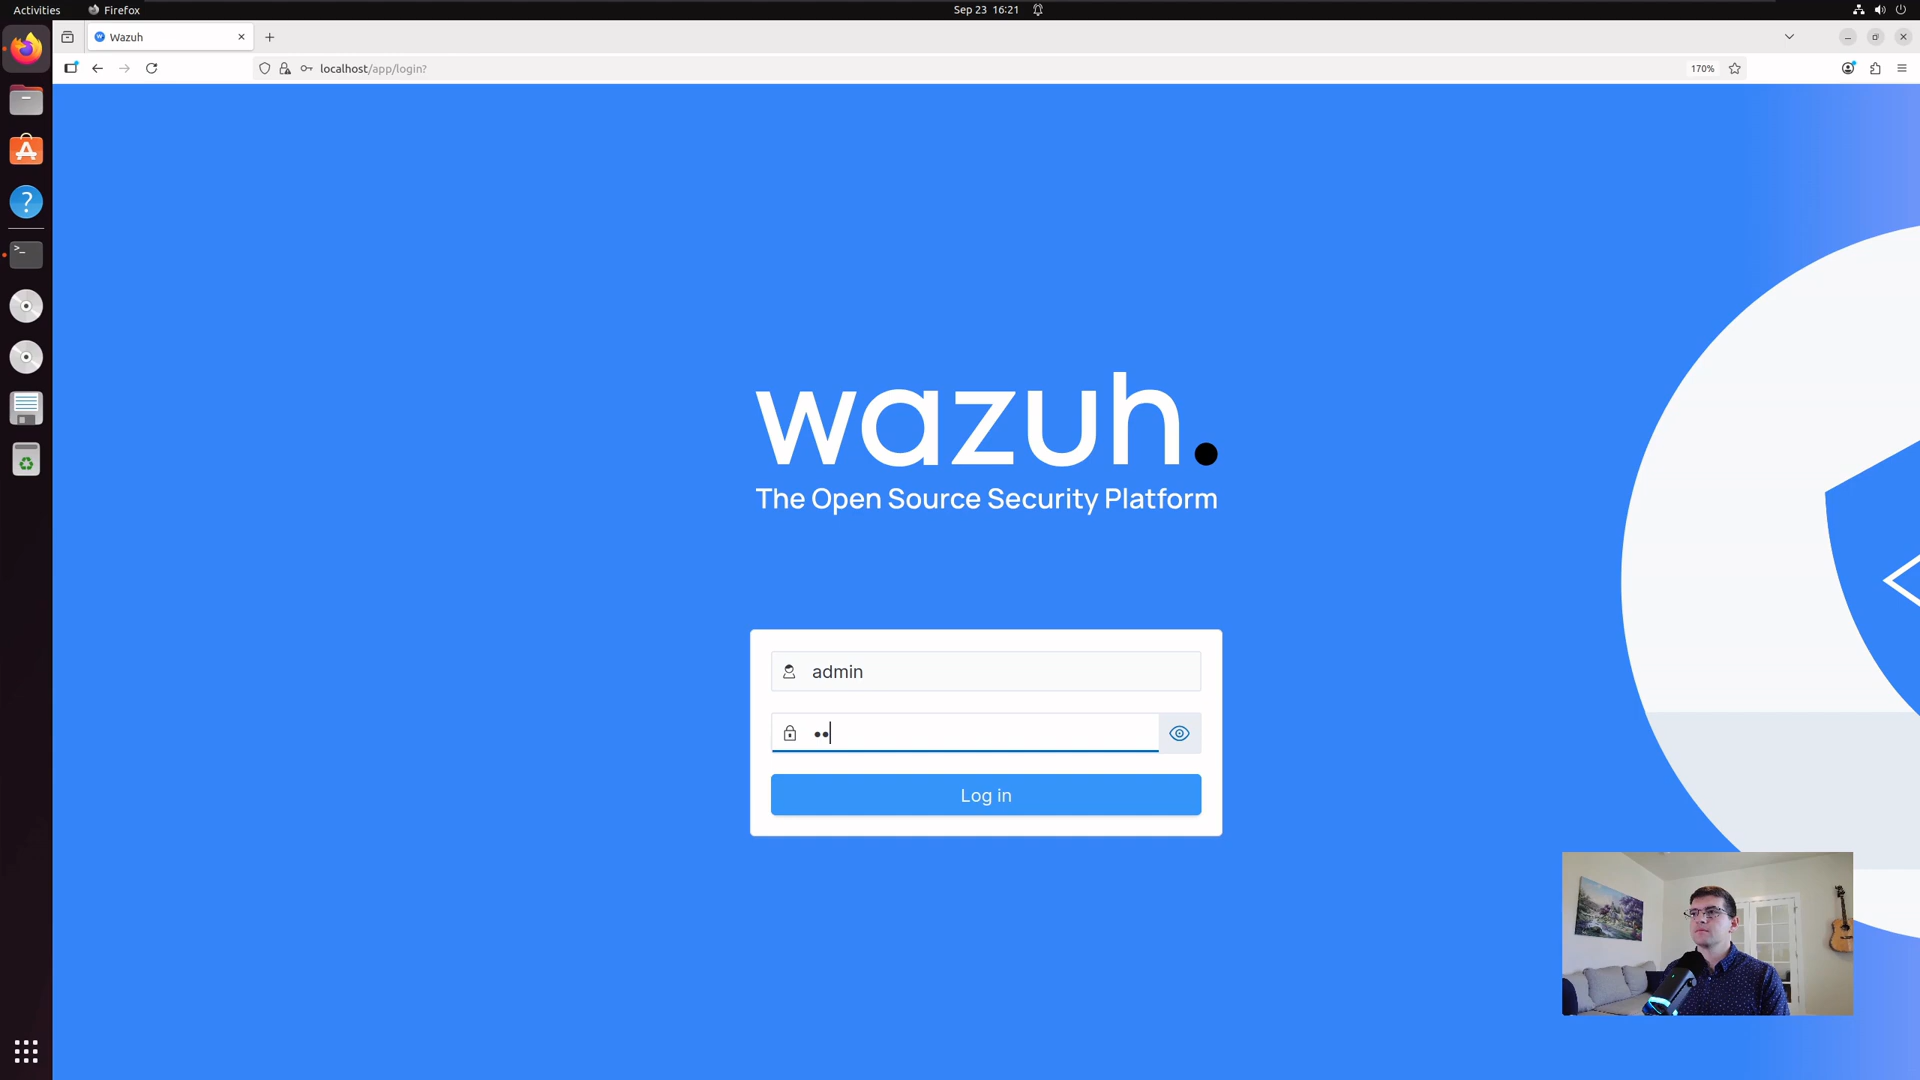 Activities
Firefox
Sep 23 16:21
Wazuh
localhost/app/login?
170%
wazuh.
The Open Source Security Platform
admin
••
Log in